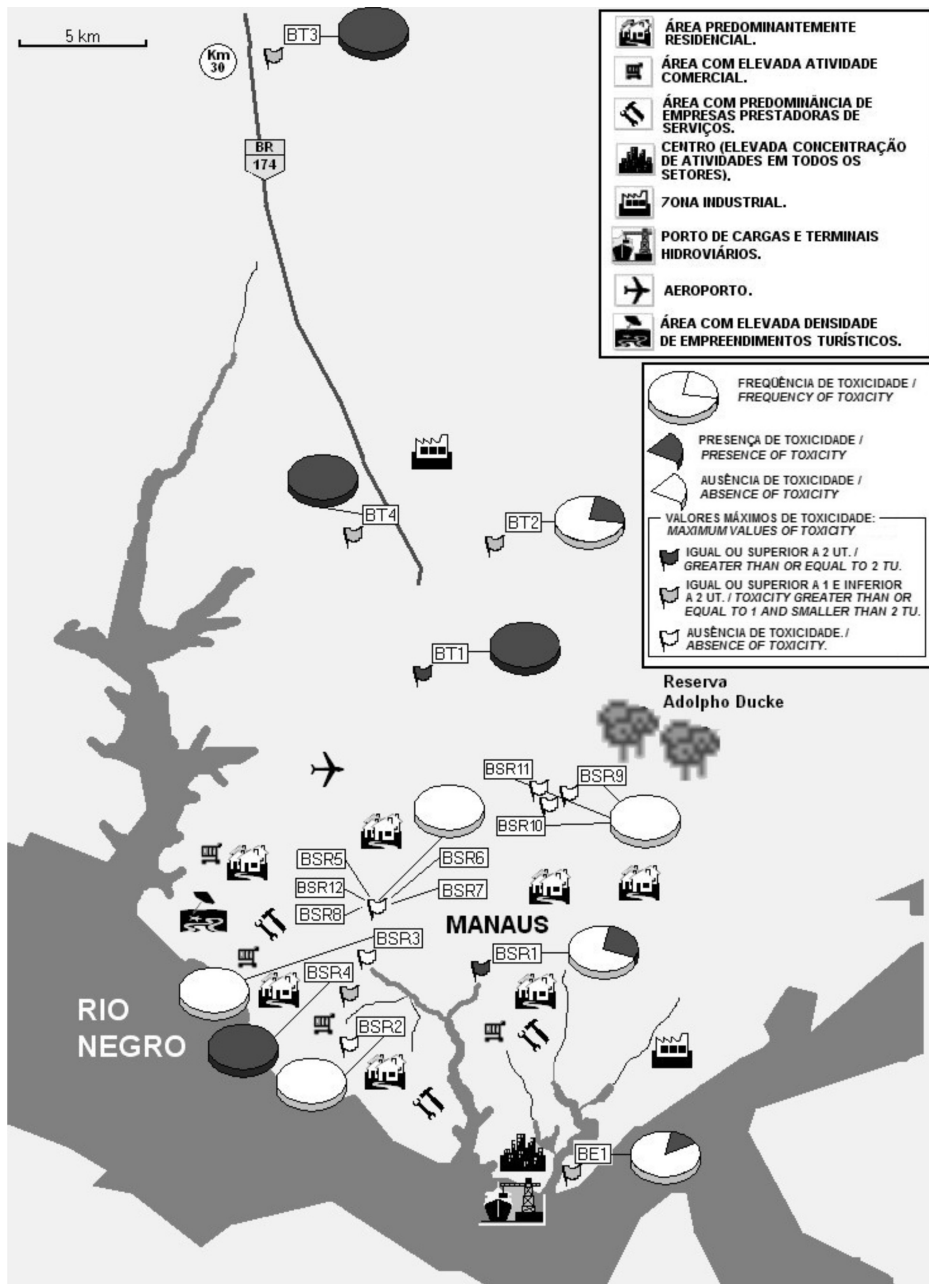 5 km
Km
30
BT3
BR
174
ÁREA PREDOMINANTEMENTE
RESIDENCIAL.
ÁREA COM ELEVADA ATIVIDADE
COMERCIAL.
ÁREA COM PREDOMINÂNCIA DE
EMPRESAS PRESTADORAS DE
SERVIÇOS.
CENTRO (ELEVADA CONCENTRAÇÃO
DE ATIVIDADES EM TODOS OS
SETORES).
ZONA INDUSTRIAL.
PORTO DE CARGAS E TERMINAIS
HIDROVIÁRIOS.
AEROPORTO.
ÁREA COM ELEVADA DENSIDADE
DE EMPREENDIMENTOS TURÍSTICOS.
FREQÜÊNCIA DE TOXICIDADE /
FREQUENCY OF TOXICITY
PRESENÇA DE TOXICIDADE /
PRESENCE OF TOXICITY
AUSÊNCIA DE TOXICIDADE /
ABSENCE OF TOXICITY
VALORES MÁXIMOS DE TOXICIDADE:
MAXIMUM VALUES OF TOXICITY
IGUAL OU SUPERIOR A 2 UT. /
GREATER THAN OR EQUAL TO 2 TU.
IGUAL OU SUPERIOR A 1 E INFERIOR
A 2 UT. / TOXICITY GREATER THAN OR
EQUAL TO 1 AND SMALLER THAN 2 TU.
AUSÊNCIA DE TOXICIDADE. /
ABSENCE OF TOXICITY.
BT4
BT2
BT1
Reserva
Adolpho Ducke
BSR11
BSR9
BSR10
BSR5
BSR6
BSR12
BSR7
BSR8
MANAUS
BSR3
BSR1
BSR4
RIO
NEGRO
BSR2
BE1